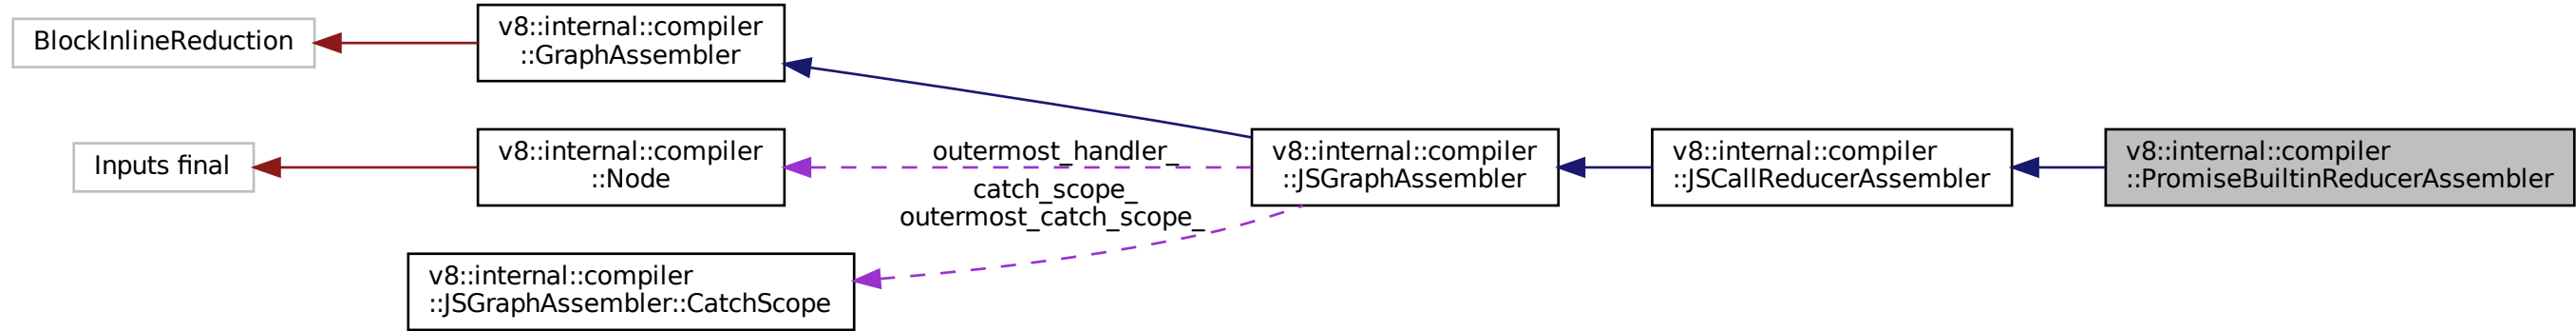 BlockInlineReduction
v8::internal::compiler
::GraphAssembler
Inputs final
v8::internal::compiler
::Node
outermost_handler_
catch_scope_
outermost_catch_scope_
v8::internal::compiler
::JSGraphAssembler
v8::internal::compiler
::JSCallReducerAssembler
v8::internal::compiler
::PromiseBuiltinReducerAssembler
v8::internal::compiler
::JSGraphAssembler::CatchScope